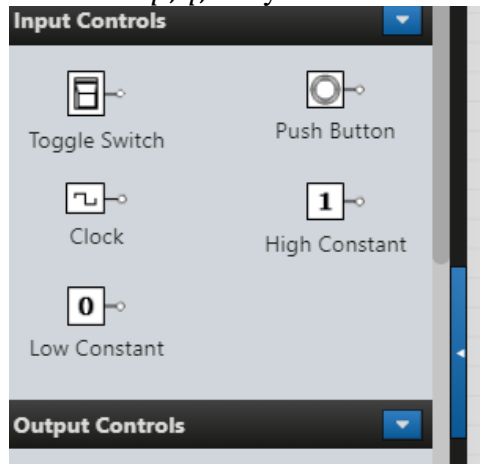 Input Controls
Toggle Switch
Push Button
Clock
1
High Constant
0
Low Constant
Output Controls